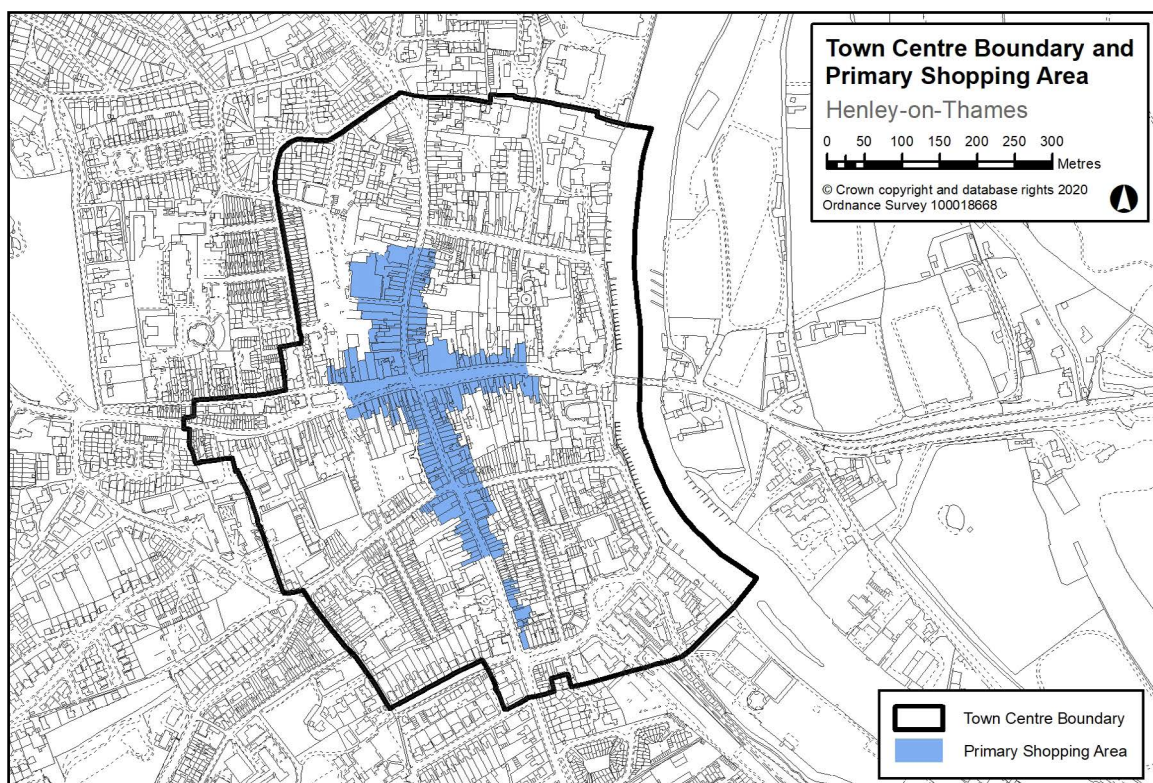 Town Centre Boundary and
Primary Shopping Area
Henley-on-Thames
0 50 100 150 200 250 300
Metres
© Crown copyright and database rights 2020
Ordnance Survey 100018668
Town Centre Boundary
Primary Shopping Area